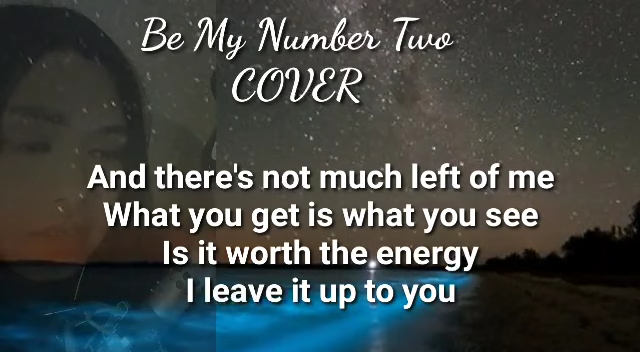 Be My Number Two
COVER
And there's not much left of me
What you get is what you see
Is it worth the energy
I leave it up to you